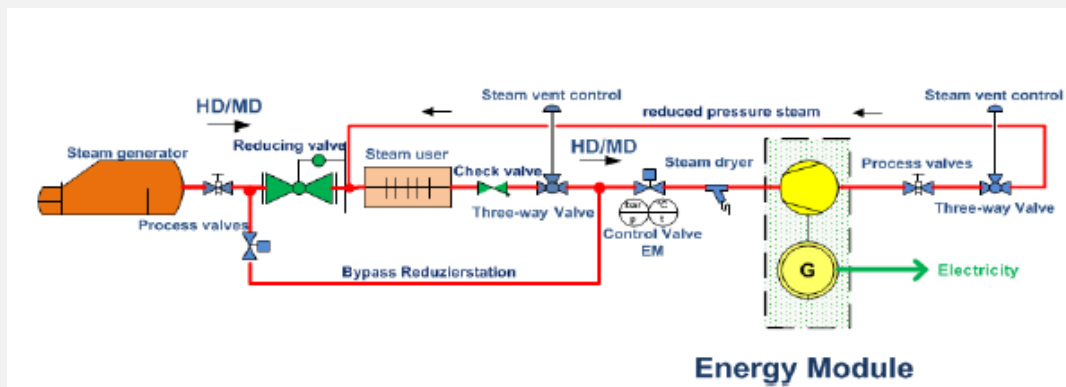 Steam vent control
Steam vent control
HD/MD
reduced pressure steam
Reducing valve
HD/MD
Steam generator
Steam user
Steam dryer
Check valve
Process valves
Three-way Valve
Three-way Valve
bar
p
°C
t
Process valves
Control Valve
EM
Bypass Reduzierstation
G
Electricity
Energy Module